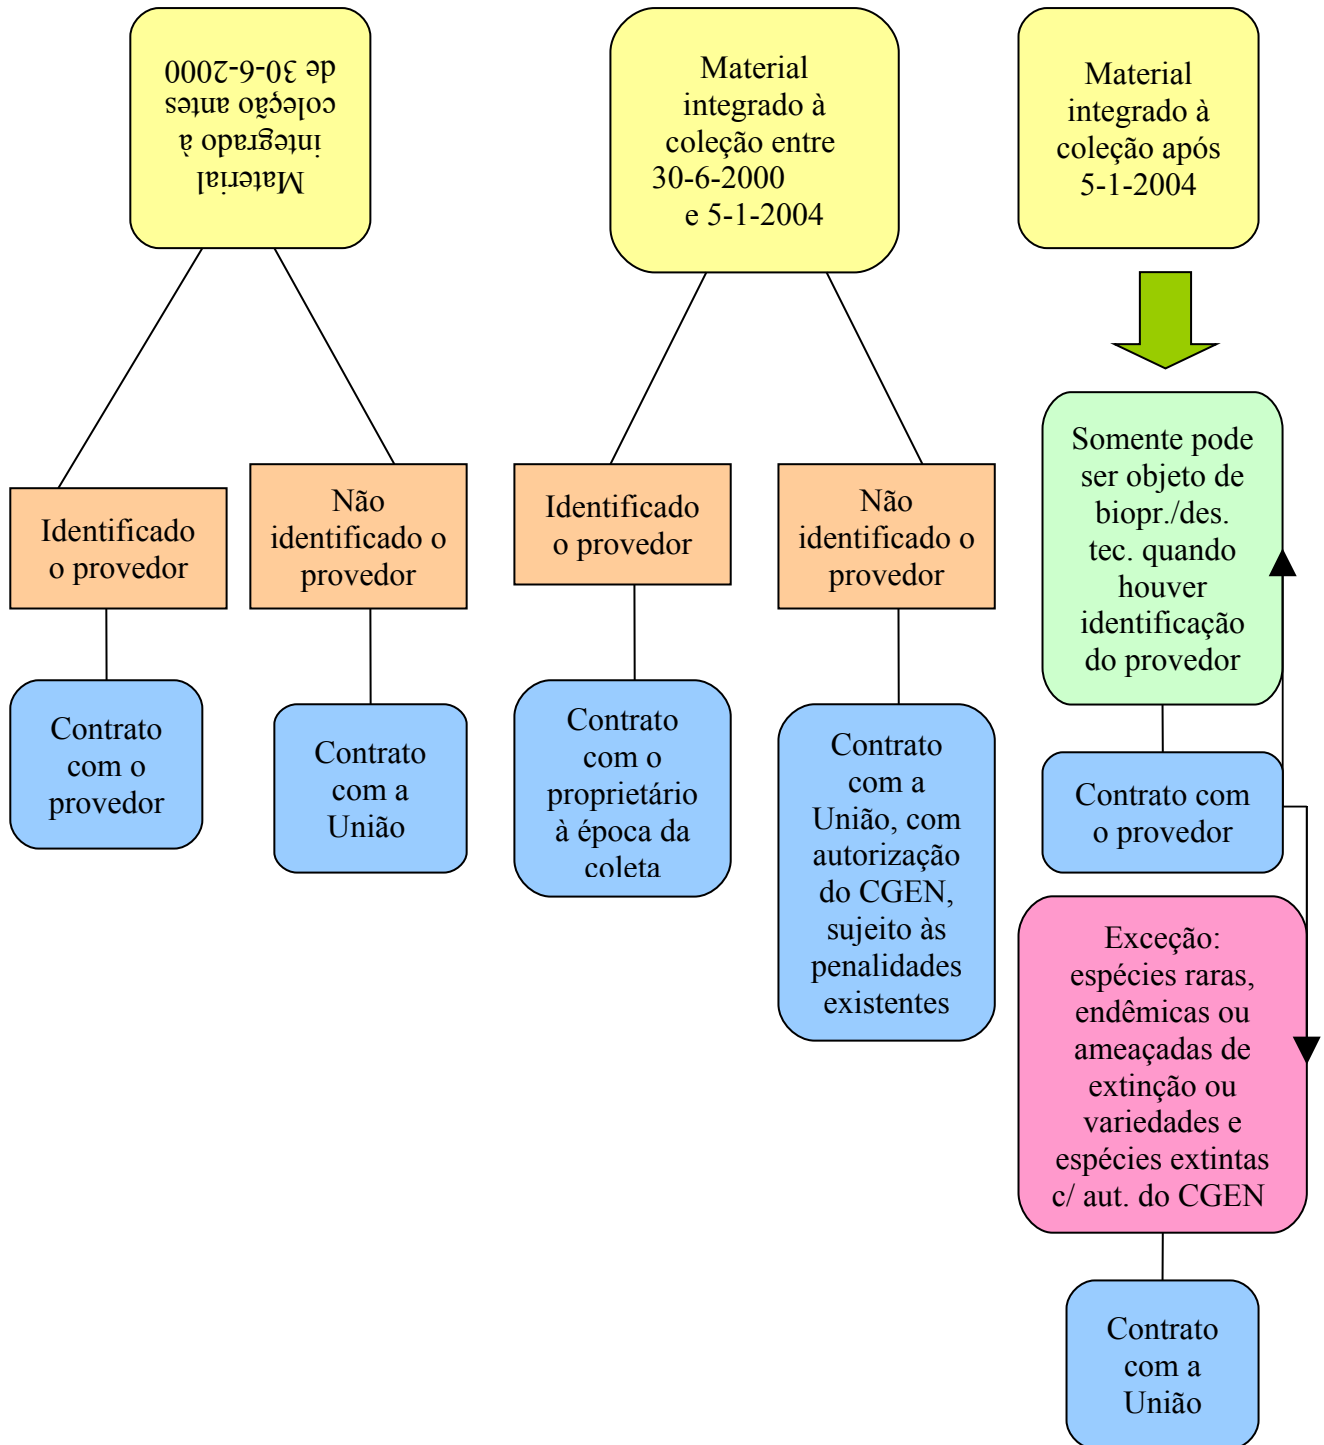 Material
integrado à
coleção antes
de 30-6-2000
Material
integrado à
coleção entre
30-6-2000
e 5-1-2004
Material
integrado à
coleção após
5-1-2004
Identificado
o provedor
Não
identificado o
provedor
Identificado
o provedor
Não
identificado o
provedor
Somente pode
ser objeto de
biopr./des.
tec. quando
houver
identificação
do provedor
Contrato
com o
provedor
Contrato
com a
União
Contrato
com o
proprietário
à época da
coleta
Contrato
com a
União, com
autorização
do CGEN,
sujeito às
penalidades
existentes
Contrato com
o provedor
Exceção:
espécies raras,
endêmicas ou
ameaçadas de
extinção ou
variedades e
espécies extintas
c/ aut. do CGEN
Contrato
com a
União